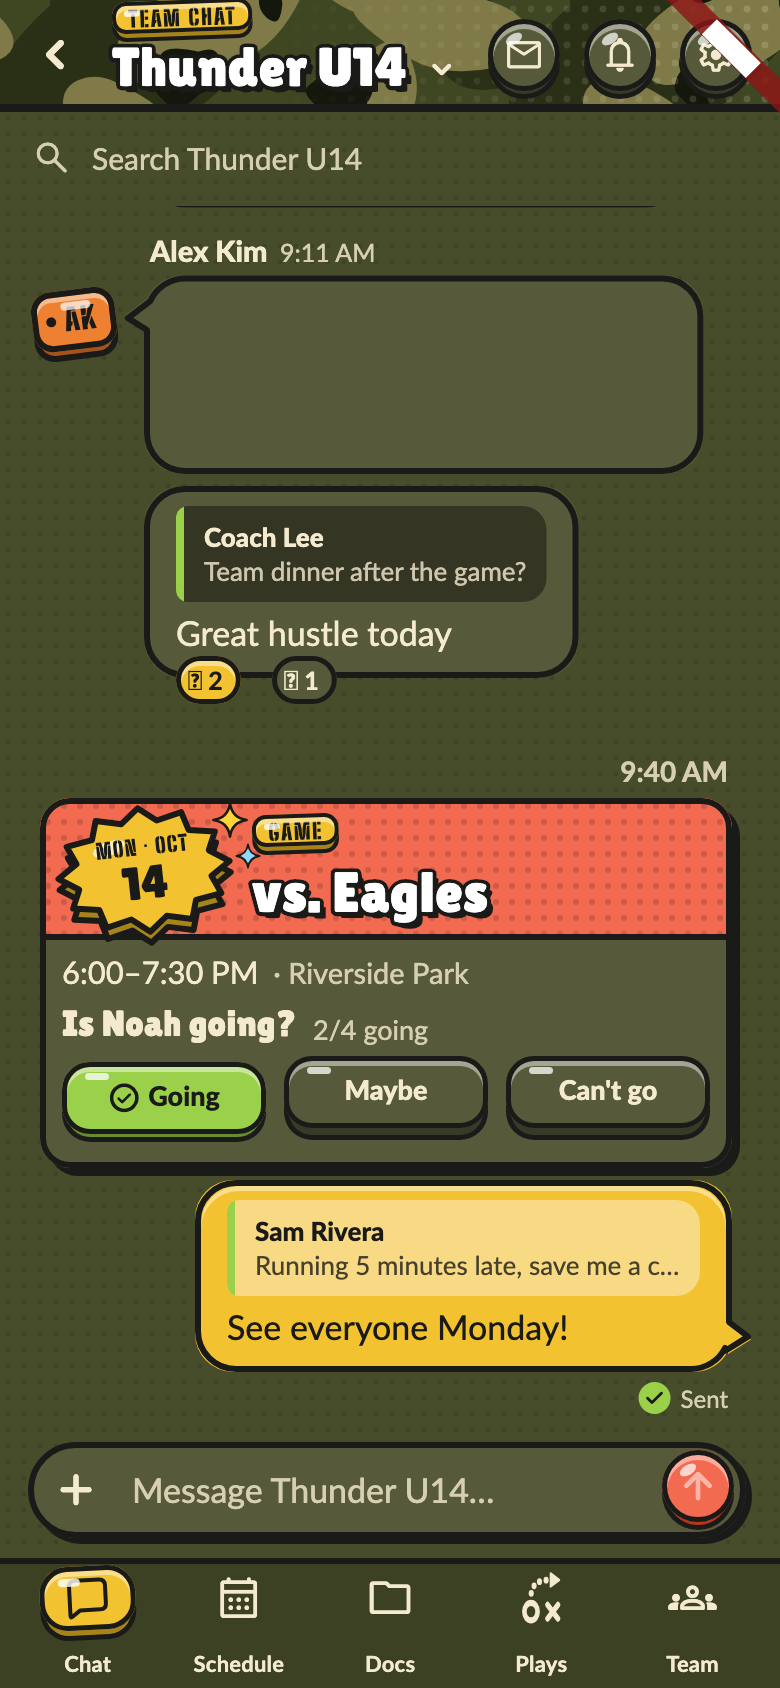 TEAM CHAT
Thunder U14
Search Thunder U14
Alex Kim 9:11 AM
AK
Coach Lee
Team dinner after the game?
Great hustle today
2 1
9:40 AM
MON · OCT
14
GAME
vs. Eagles
6:00–7:30 PM · Riverside Park
Is Noah going? 2/4 going
Going Maybe Can't go
Sam Rivera
Running 5 minutes late, save me a c...
See everyone Monday!
Sent
Message Thunder U14...
Chat Schedule Docs Plays Team